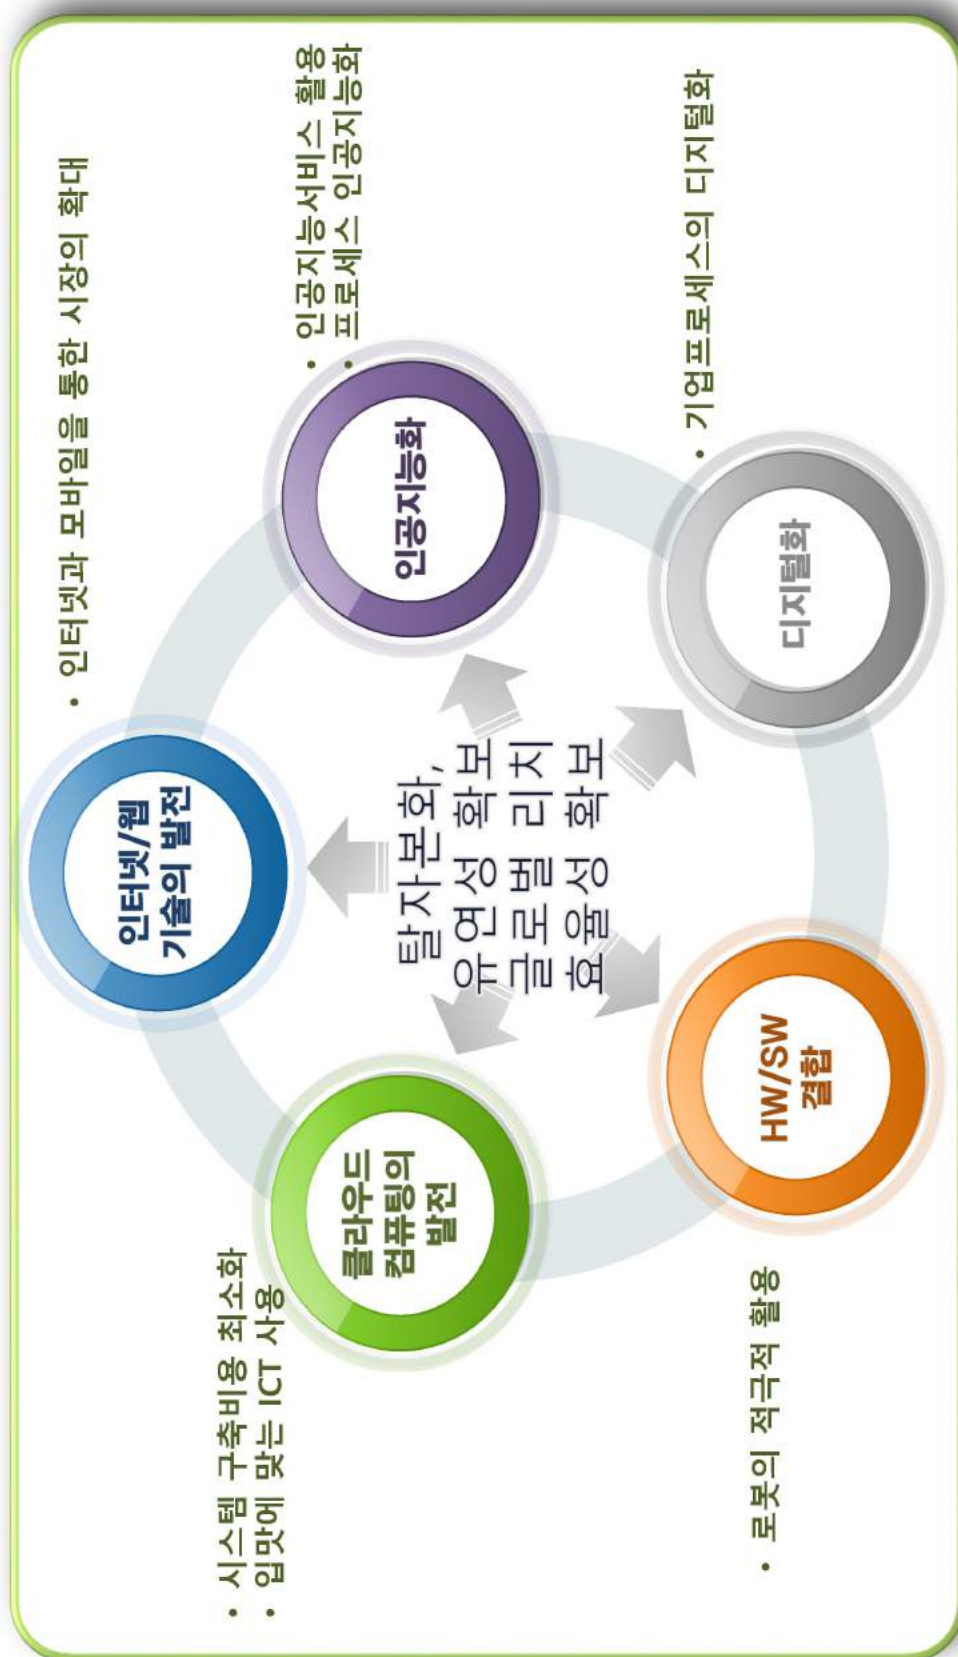 • 인터넷과 모바일을 통한 시장의 확대
인터넷/웹
기술의 발전
• 시스템 구축비용 최소화
• 입맛에 맞는 ICT 사용
클라우드
컴퓨팅의
발전
• 인공지능서비스 활용
• 프로세스 인공지능화
인공지능화
탈자본화,
유연성 확보
글로벌 리치
효율성 확보
• 로봇의 적극적 활용
HW/SW
결합
• 기업프로세스의 디지털화
디지털화